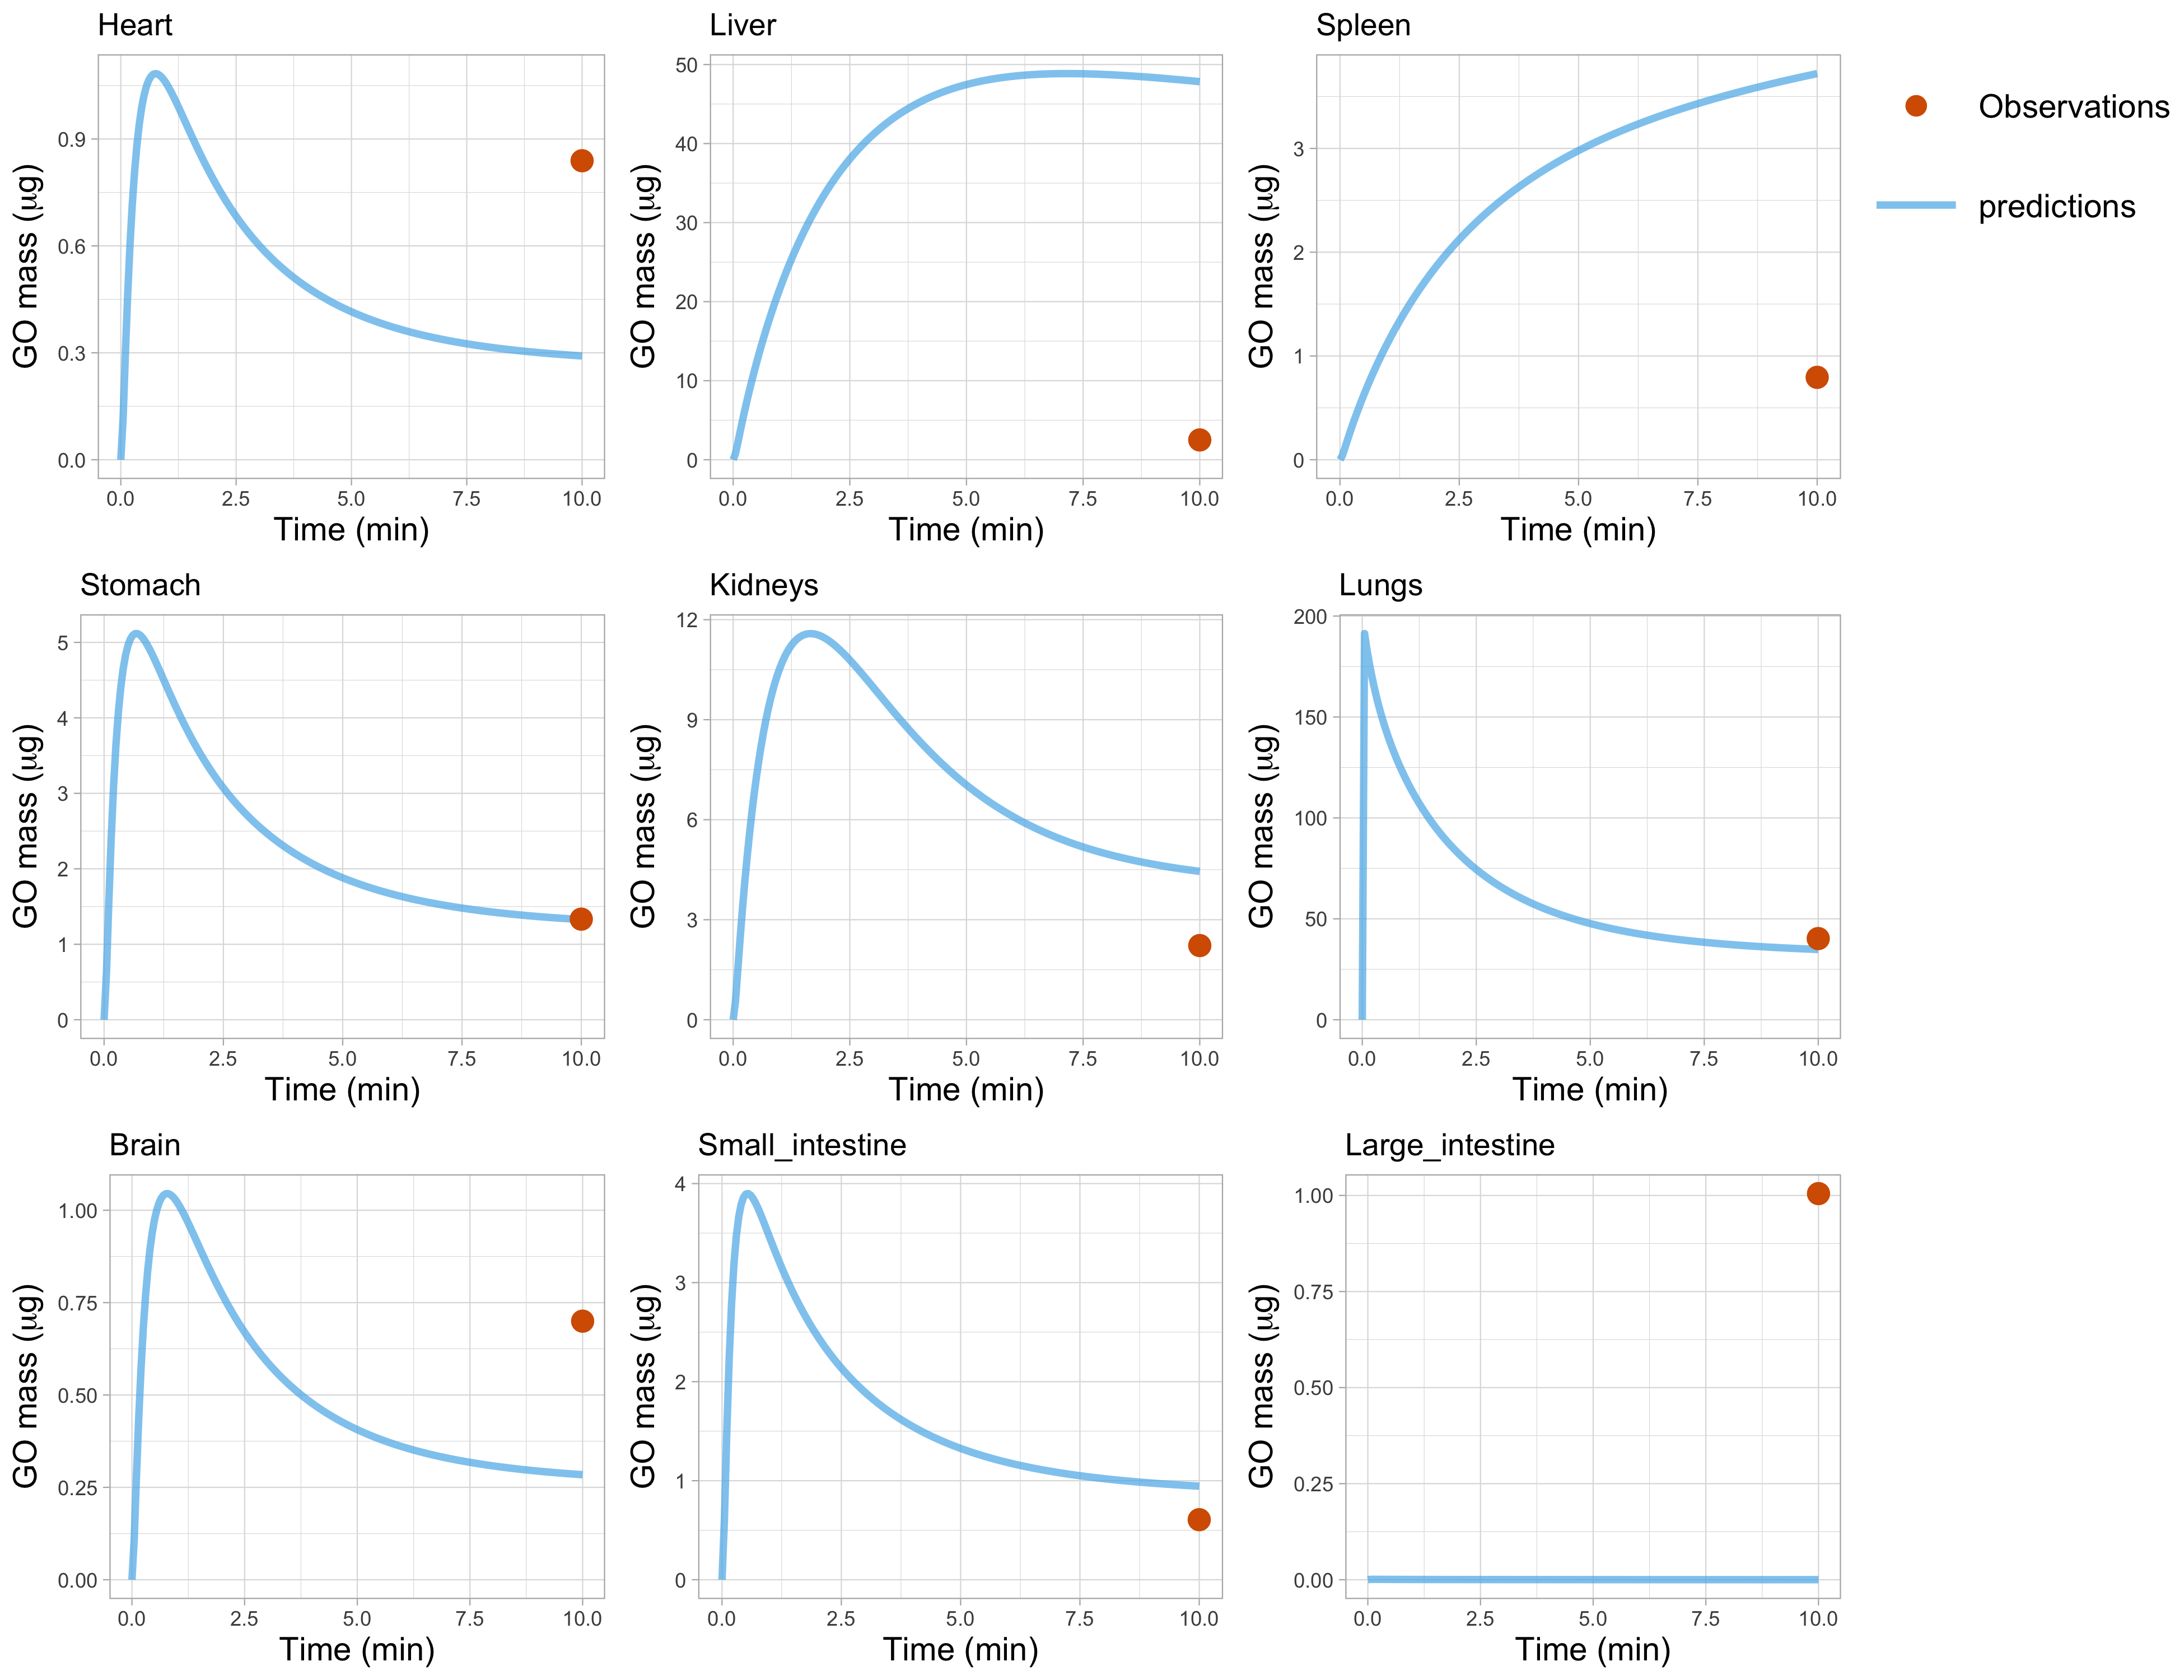 Heart
GO mass (μg)
0.9
0.6
0.3
0.0
0.0 2.5 5.0 7.5 10.0
Time (min)
Liver
GO mass (μg)
50
40
30
20
10
0
0.0 2.5 5.0 7.5 10.0
Time (min)
Spleen
GO mass (μg)
3
2
1
0
0.0 2.5 5.0 7.5 10.0
Time (min)
Observations
predictions
Stomach
GO mass (μg)
5
4
3
2
1
0
0.0 2.5 5.0 7.5 10.0
Time (min)
Kidneys
GO mass (μg)
12
9
6
3
0
0.0 2.5 5.0 7.5 10.0
Time (min)
Lungs
GO mass (μg)
200
150
100
50
0
0.0 2.5 5.0 7.5 10.0
Time (min)
Brain
GO mass (μg)
1.00
0.75
0.50
0.25
0.00
0.0 2.5 5.0 7.5 10.0
Time (min)
Small_intestine
GO mass (μg)
4
3
2
1
0
0.0 2.5 5.0 7.5 10.0
Time (min)
Large_intestine
GO mass (μg)
1.00
0.75
0.50
0.25
0.00
0.0 2.5 5.0 7.5 10.0
Time (min)